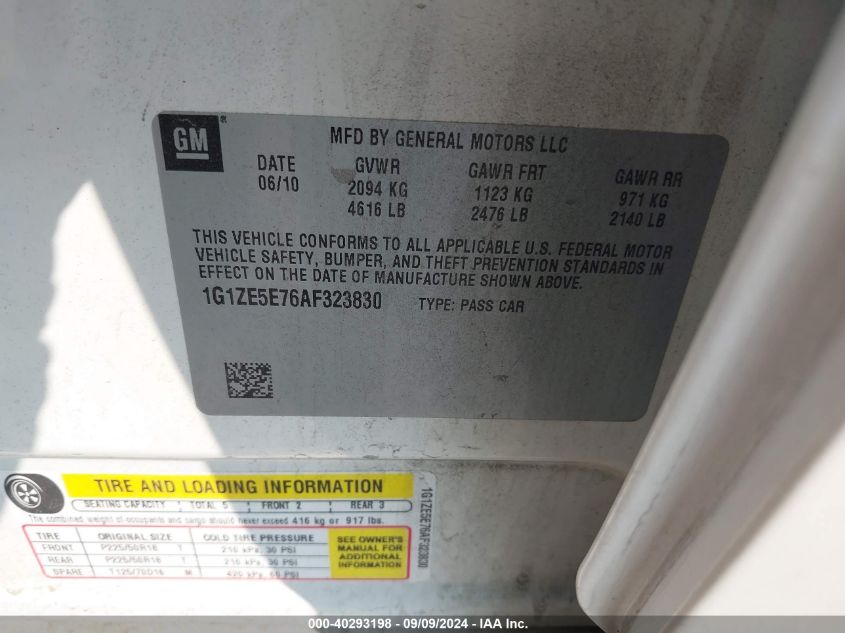 GM
MFD BY GENERAL MOTORS LLC
DATE GVWR GAWR FRT GAWR RR
06/10 2094 KG 1123 KG 971 KG
4616 LB 2476 LB 2140 LB
THIS VEHICLE CONFORMS TO ALL APPLICABLE U.S. FEDERAL MOTOR
VEHICLE SAFETY, BUMPER, AND THEFT PREVENTION STANDARDS IN
EFFECT ON THE DATE OF MANUFACTURE SHOWN ABOVE.
1G1ZE5E76AF323830 TYPE: PASS CAR
TIRE AND LOADING INFORMATION
SEATING CAPACITY TOTAL 5 FRONT 2 REAR 3
The combined weight of occupants and cargo should never exceed 416 kg or 917 lbs.
TIRE ORIGINAL SIZE COLD TIRE PRESSURE
FRONT P225/50R18 T 210 kPa, 30 PSI
REAR P225/50R18 T 210 kPa, 30 PSI
SPARE T125/70D16 M 420 kPa, 60 PSI
SEE OWNER'S
MANUAL FOR
ADDITIONAL
INFORMATION
1G1ZE5E76AF323830
000-40293198 - 09/09/2024 - IAA Inc.